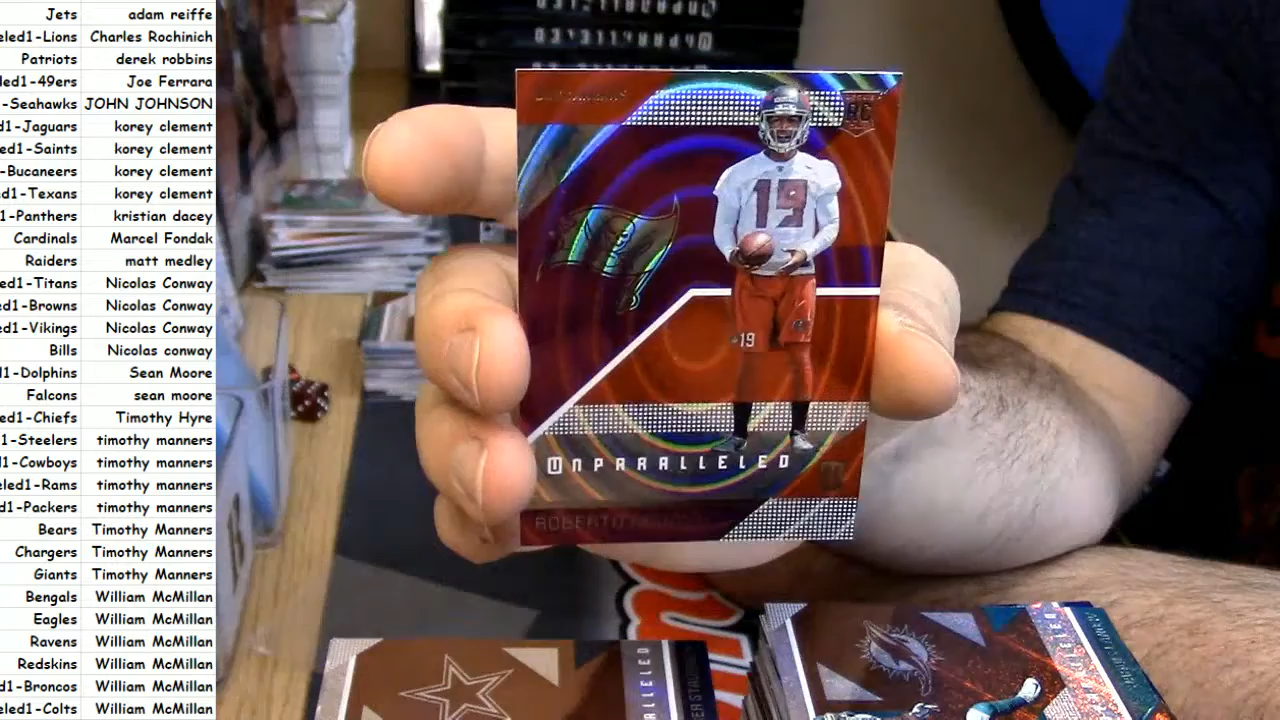 Jets adam reiffe
led1-Lions Charles Rochinich
Patriots derek robbins
ed1-49ers Joe Ferrara
-Seahawks JOHN JOHNSON
d1-Jaguars korey clement
d1-Saints korey clement
-Bucaneers korey clement
ed1-Texans korey clement
1-Panthers kristian dacey
Cardinals Marcel Fondak
Raiders matt medley
ed1-Titans Nicolas Conway
ed1-Browns Nicolas Conway
ed1-Vikings Nicolas Conway
Bills Nicolas conway
d1-Dolphins Sean Moore
Falcons sean moore
ed1-Chiefs Timothy Hyre
1-Steelers timothy manners
1-Cowboys timothy manners
eled1-Rams timothy manners
d1-Packers timothy manners
Bears Timothy Manners
Chargers Timothy Manners
Giants Timothy Manners
Bengals William McMillan
Eagles William McMillan
Ravens William McMillan
Redskins William McMillan
d1-Broncos William McMillan
eled1-Colts William McMillan
RC
19
19
UNPARALLELED
ROBERTO